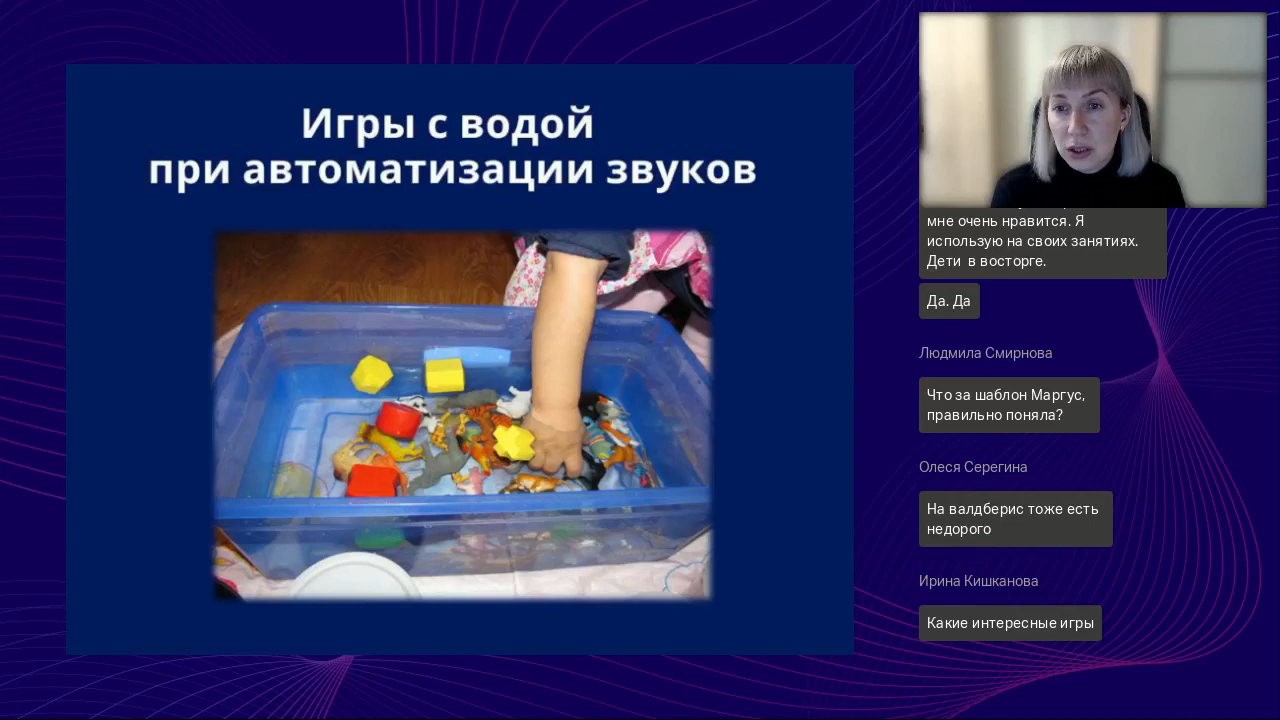 Игры с водой
при автоматизации звуков
мне очень нравится. Я
использую на своих занятиях.
Дети в восторге.
Да. Да
Людмила Смирнова
Что за шаблон Маргус,
правильно поняла?
Олеся Серегина
На валдберис тоже есть
недорого
Ирина Кишканова
Какие интересные игры